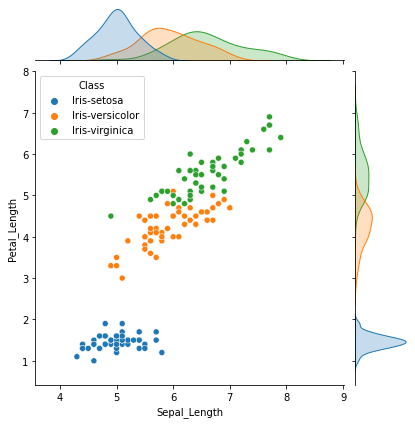 8
7
6
5
4
3
2
1
Petal_Length
Class
Iris-setosa
Iris-versicolor
Iris-virginica
4 5 6 7 8 9
Sepal_Length